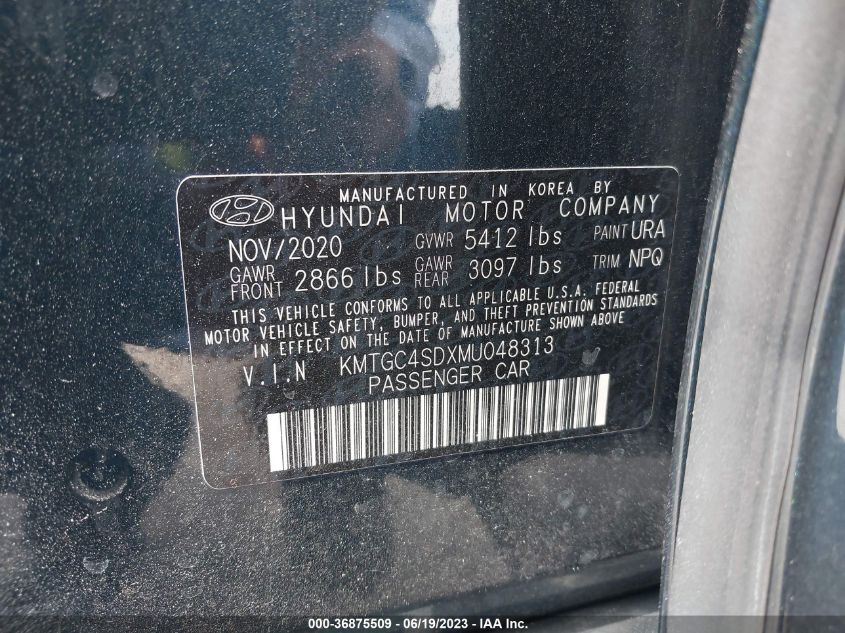 MANUFACTURED IN KOREA BY
HYUNDAI MOTOR COMPANY
NOV/2020 GVWR 5412 lbs PAINT URA
GAWR FRONT 2866 lbs GAWR REAR 3097 lbs TRIM NPQ
THIS VEHICLE CONFORMS TO ALL APPLICABLE U.S.A. FEDERAL
MOTOR VEHICLE SAFETY, BUMPER, AND THEFT PREVENTION STANDARDS
IN EFFECT ON THE DATE OF MANUFACTURE SHOWN ABOVE
V.I.N KMTGC4SDXMU048313
PASSENGER CAR
000-36875509 - 06/19/2023 - IAA Inc.